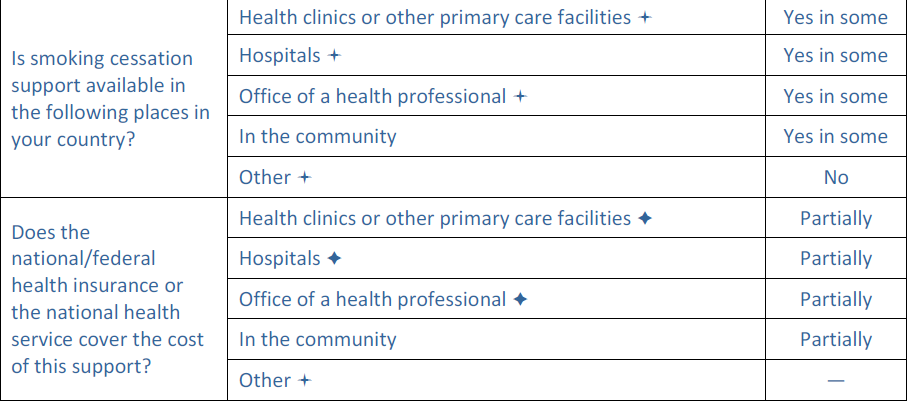 Is smoking cessation
support available in
the following places in
your country?
Health clinics or other primary care facilities ✦ Yes in some
Hospitals ✦ Yes in some
Office of a health professional ✦ Yes in some
In the community Yes in some
Other ✦ No
Does the
national/federal
health insurance or
the national health
service cover the cost
of this support?
Health clinics or other primary care facilities ✦ Partially
Hospitals ✦ Partially
Office of a health professional ✦ Partially
In the community Partially
Other ✦ —